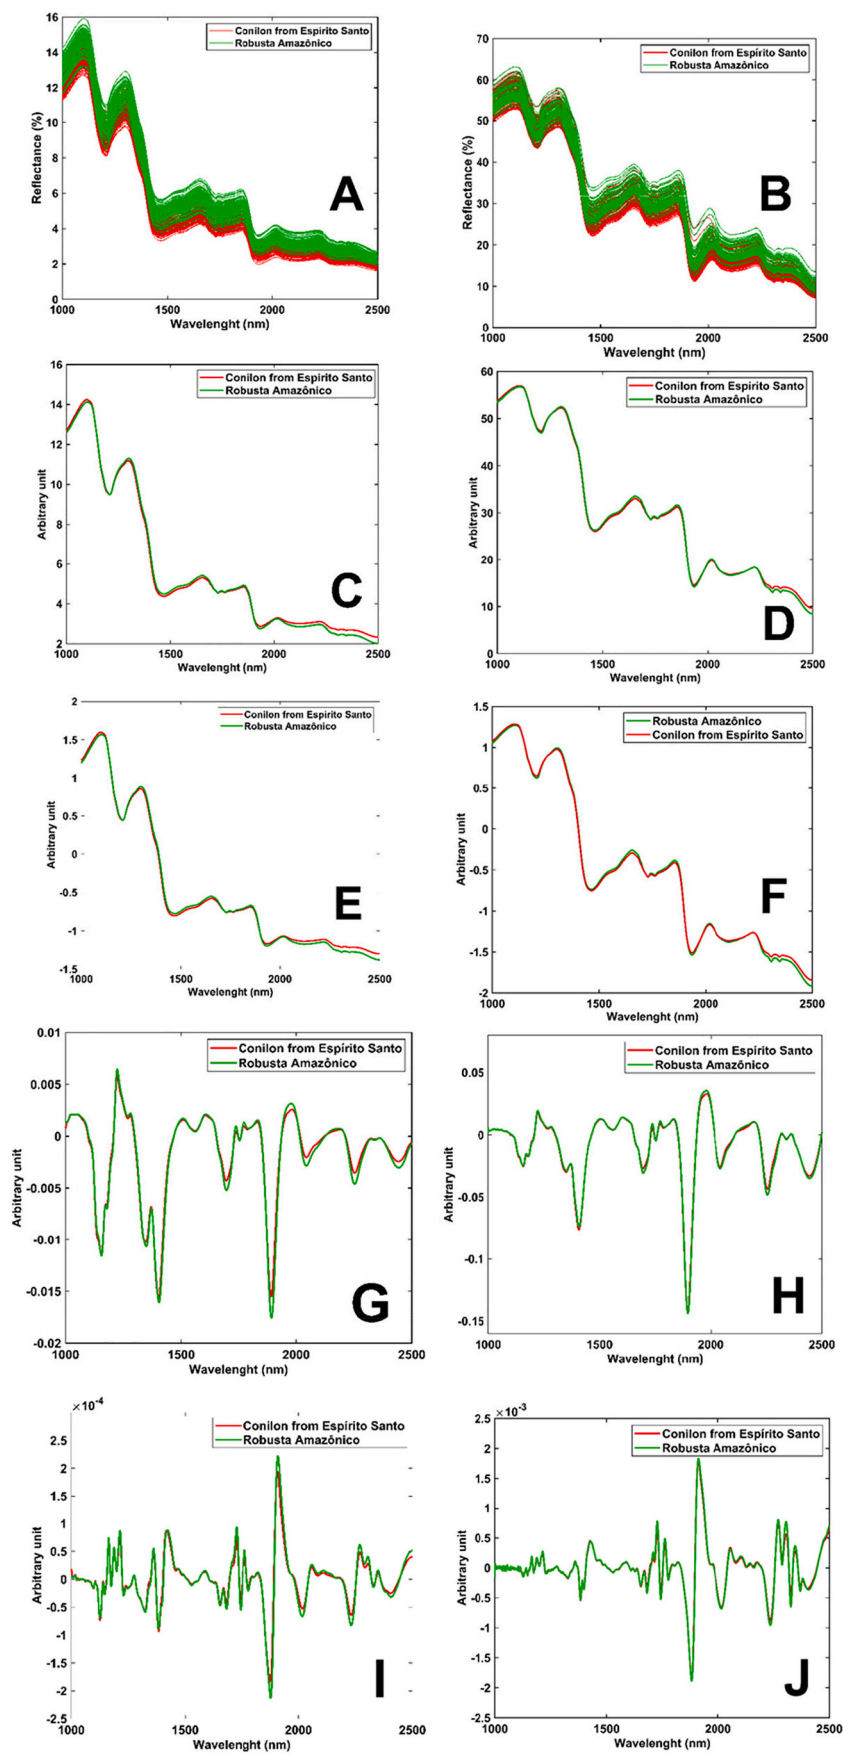 16
14
12
10
8
6
4
2
0
Reflectance (%)
Conilon from Espírito Santo
Robusta Amazônico
A
1000
1500
2000
2500
Wavelenght (nm)
70
60
50
40
30
20
10
0
Reflectance (%)
Conilon from Espírito Santo
Robusta Amazônico
B
1000
1500
2000
2500
Wavelenght (nm)
16
14
12
10
8
6
4
2
Arbitrary unit
Conilon from Espirito Santo
Robusta Amazônico
C
1000
1500
2000
2500
Wavelenght (nm)
60
50
40
30
20
10
0
Arbitrary unit
Conilon from Espirito Santo
Robusta Amazônico
D
1000
1500
2000
2500
Wavelenght (nm)
2
1.5
1
0.5
0
-0.5
-1
-1.5
Arbitrary unit
Conilon from Espirito Santo
Robusta Amazônico
E
1000
1500
2000
2500
Wavelenght (nm)
1.5
1
0.5
0
-0.5
-1
-1.5
-2
Arbitrary unit
Robusta Amazônico
Conilon from Espírito Santo
F
1000
1500
2000
2500
Wavelenght (nm)
0.01
0.005
0
-0.005
-0.01
-0.015
-0.02
Arbitrary unit
Conilon from Espírito Santo
Robusta Amazônico
G
1000
1500
2000
2500
Wavelenght (nm)
0.05
0
-0.05
-0.1
-0.15
Arbitrary unit
Conilon from Espírito Santo
Robusta Amazônico
H
1000
1500
2000
2500
Wavelenght (nm)
×10-4
2.5
2
1.5
1
0.5
0
-0.5
-1
-1.5
-2
-2.5
Arbitrary unit
Conilon from Espírito Santo
Robusta Amazônico
I
1000
1500
2000
2500
Wavelenght (nm)
×10-3
2.5
2
1.5
1
0.5
0
-0.5
-1
-1.5
-2
-2.5
Arbitrary unit
Conilon from Espírito Santo
Robusta Amazônico
J
1000
1500
2000
2500
Wavelenght (nm)